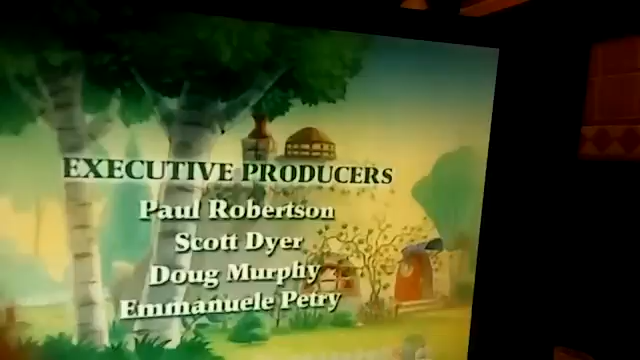 EXECUTIVE PRODUCERS
Paul Robertson
Scott Dyer
Doug Murphy
Emmanuele Petry